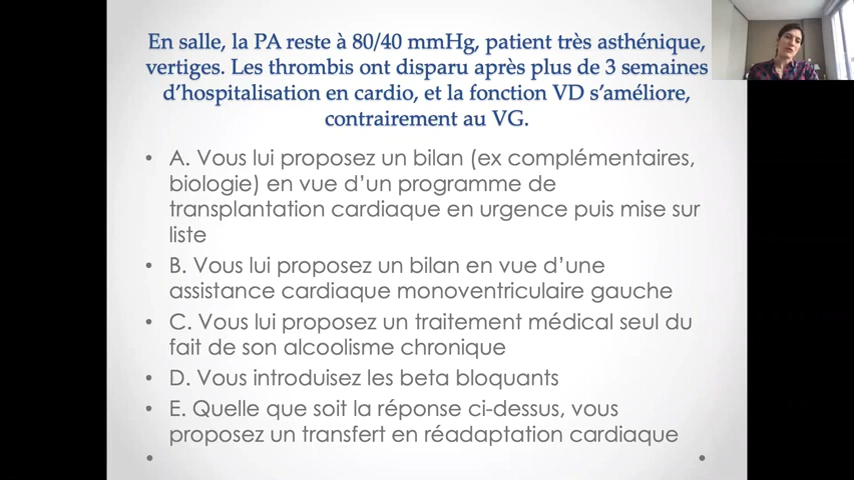 En salle, la PA reste à 80/40 mmHg, patient très asthénique,
vertiges. Les thrombis ont disparu après plus de 3 semaines
d'hospitalisation en cardio, et la fonction VD s'améliore,
contrairement au VG.
• A. Vous lui proposez un bilan (ex complémentaires,
biologie) en vue d'un programme de
transplantation cardiaque en urgence puis mise sur
liste
• B. Vous lui proposez un bilan en vue d'une
assistance cardiaque monoventriculaire gauche
• C. Vous lui proposez un traitement médical seul du
fait de son alcoolisme chronique
• D. Vous introduisez les beta bloquants
• E. Quelle que soit la réponse ci-dessus, vous
proposez un transfert en réadaptation cardiaque